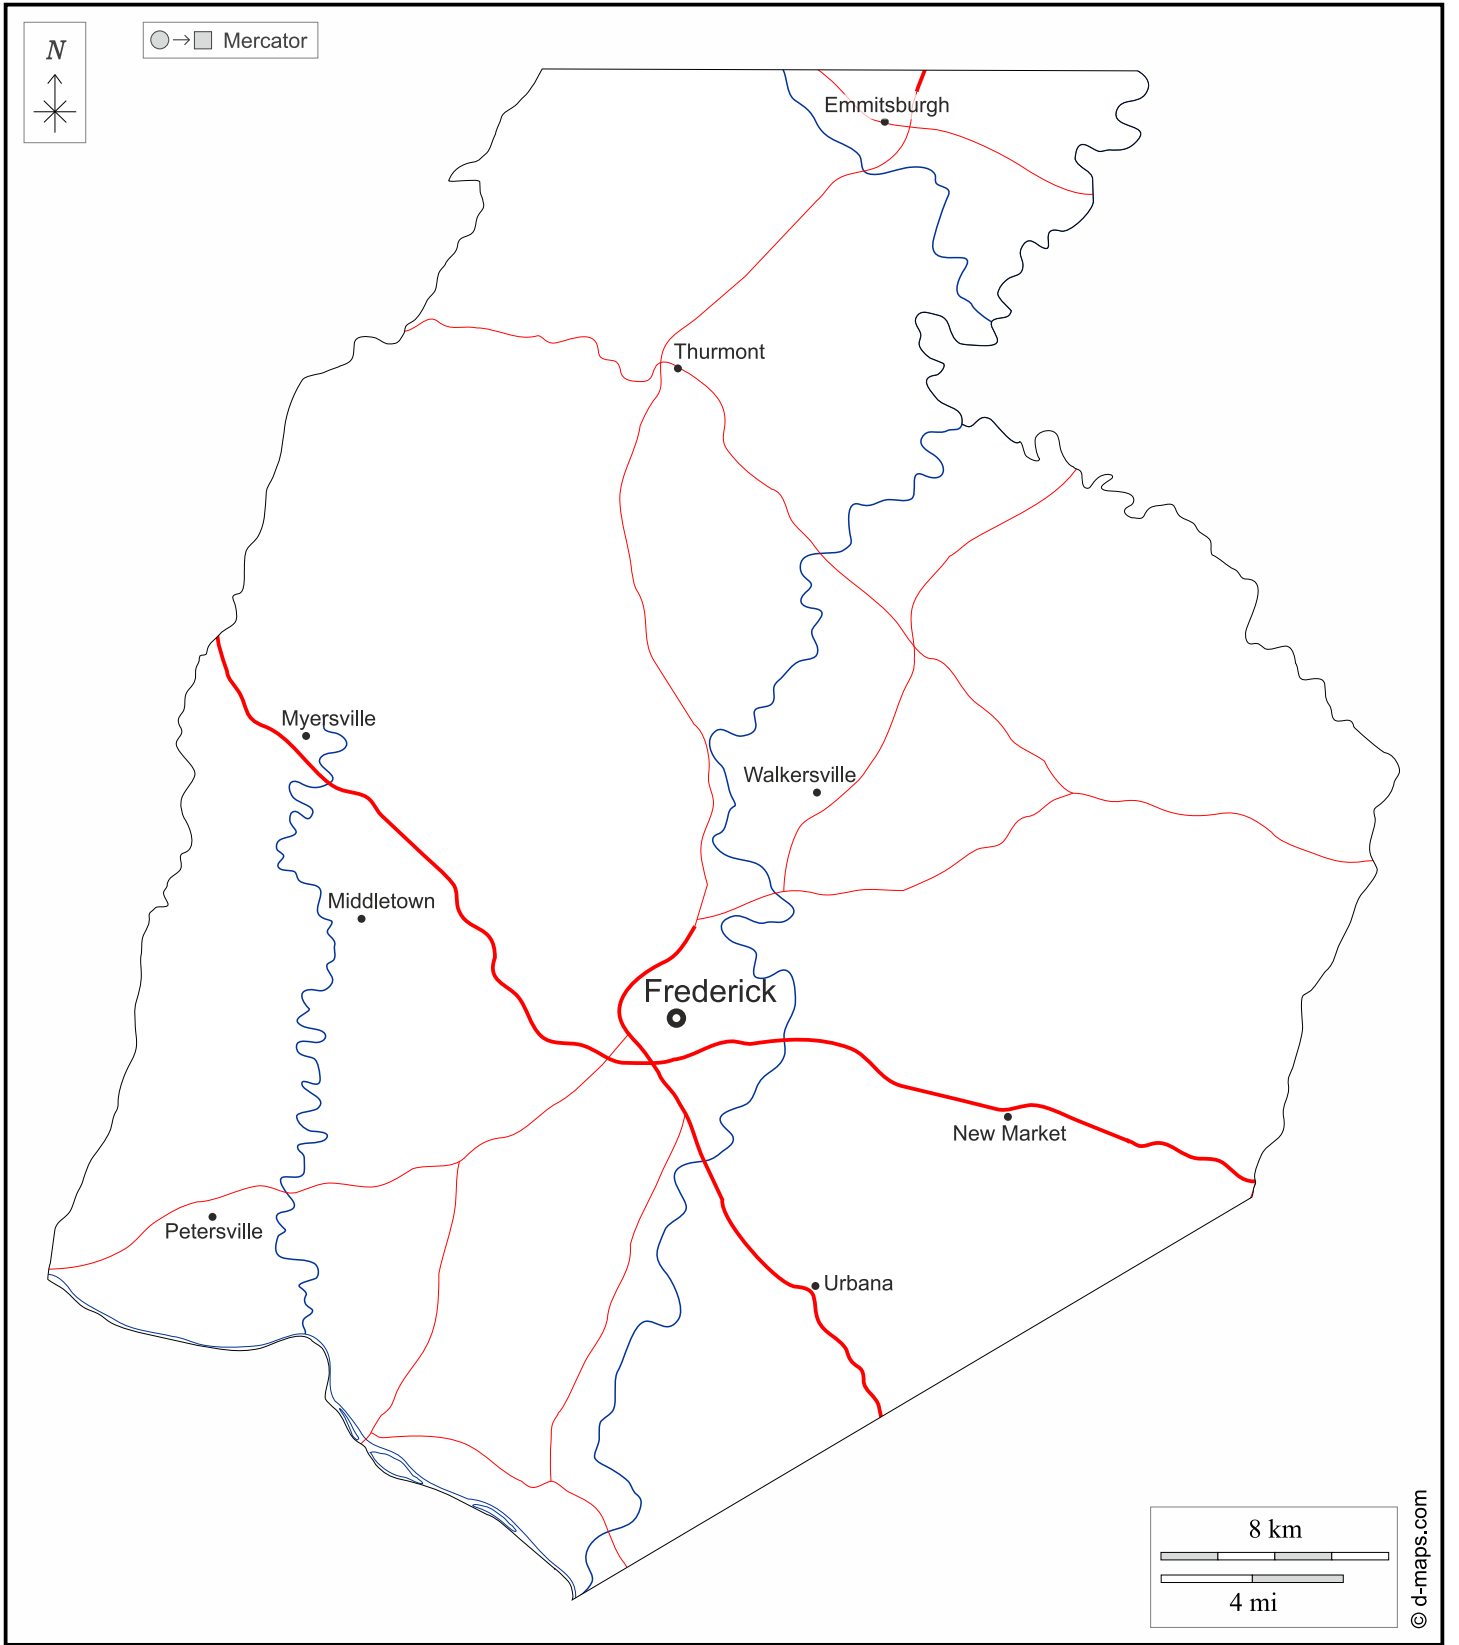 N
Mercator
Emmitsburgh
Thurmont
Myersville
Walkersville
Middletown
Frederick
New Market
Petersville
Urbana
8 km
4 mi
© d-maps.com